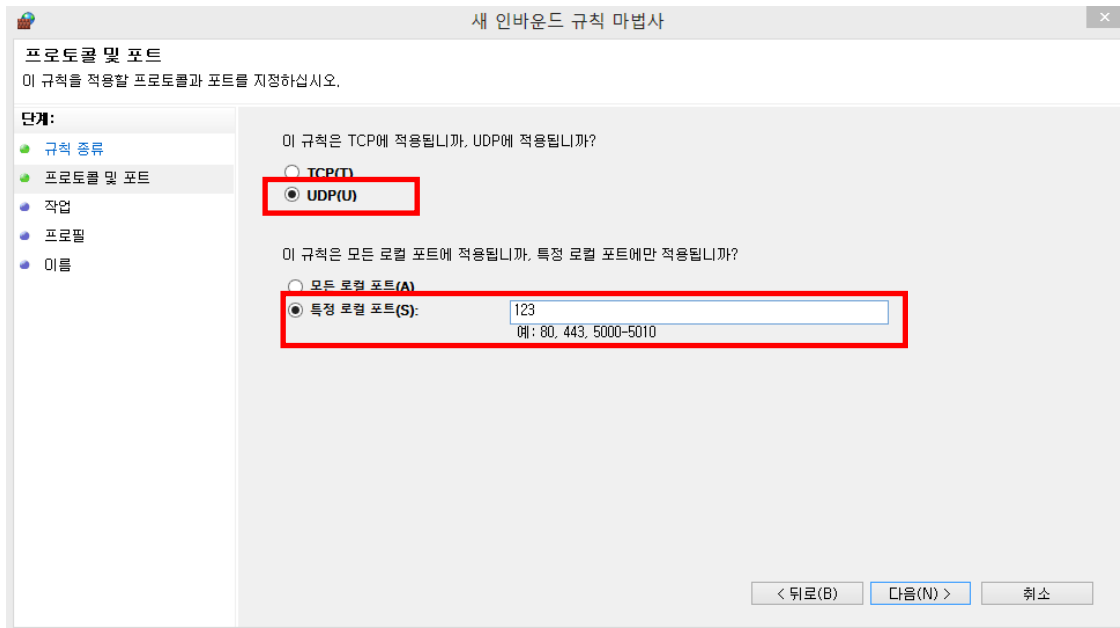 새 인바운드 규칙 마법사
프로토콜 및 포트
이 규칙을 적용할 프로토콜과 포트를 지정하십시오.
단계:
규칙 종류
프로토콜 및 포트
작업
프로필
이름
이 규칙은 TCP에 적용됩니까, UDP에 적용됩니까?
TCP(T)
UDP(U)
이 규칙은 모든 로컬 포트에 적용됩니까, 특정 로컬 포트에만 적용됩니까?
모든 로컬 포트(A)
특정 로컬 포트(S):
123
예: 80, 443, 5000-5010
< 뒤로(B)
다음(N) >
취소